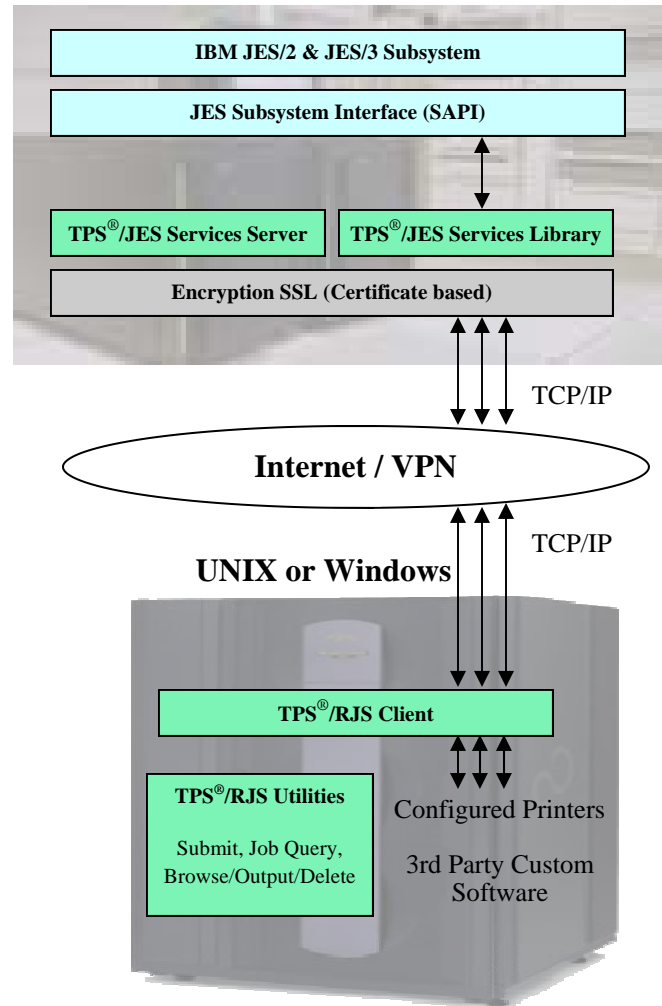 IBM JES/2 & JES/3 Subsystem
JES Subsystem Interface (SAPI)
TPS®/JES Services Server
TPS®/JES Services Library
Encryption SSL (Certificate based)
TCP/IP
Internet / VPN
TCP/IP
UNIX or Windows
TPS®/RJS Client
TPS®/RJS Utilities
Submit, Job Query,
Browse/Output/Delete
Configured Printers
3rd Party Custom
Software